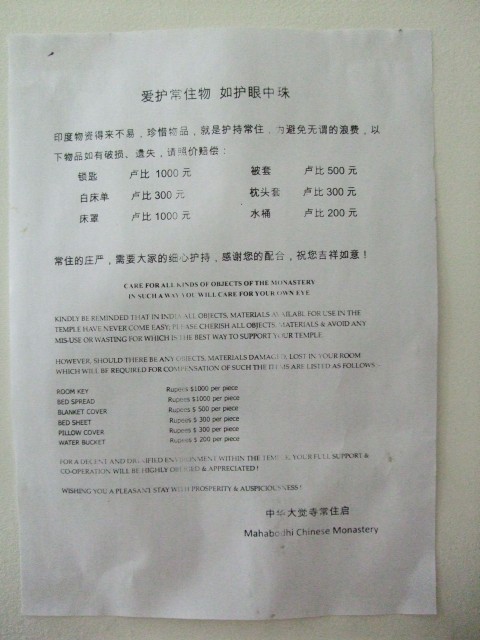 爱护常住物 如护眼中珠
印度物资得来不易，珍惜物品，就是护持常住，为避免无谓的浪费，以
下物品如有破损、遗失，请照价赔偿：
锁匙 卢比 1000 元 被套 卢比 500 元
白床单 卢比 300 元 枕头套 卢比 300 元
床罩 卢比 1000 元 水桶 卢比 200 元
常住的庄严，需要大家的细心护持，感谢您的配合，祝您吉祥如意！
CARE FOR ALL KINDS OF OBJECTS OF THE MONASTERY
IN SUCH A WAY YOU WILL CARE FOR YOUR OWN EYE
KINDLY BE REMINDED THAT IN INDIA ALL OBJECTS, MATERIALS AVAILABL FOR USE IN THE
TEMPLE HAVE NEVER COME EASY, PLEASE CHERISH ALL OBJECTS, MATERIALS & AVOID ANY
MIS-USE OR WASTING FOR WHICH IS THE BEST WAY TO SUPPORT YOUR TEMPLE.
HOWEVER, SHOULD THERE BE ANY OBJECTS, MATERIALS DAMAGED, LOST IN YOUR ROOM
WHICH WILL BE REQUIRED FOR COMPENSATION OF SUCH THE ITEMS ARE LISTED AS FOLLOWS :-
ROOM KEY Rupees $1000 per piece
BED SPREAD Rupees $1000 per piece
BLANKET COVER Rupees $ 500 per piece
BED SHEET Rupees $ 300 per piece
PILLOW COVER Rupees $ 300 per piece
WATER BUCKET Rupees $ 200 per piece
FOR A DECENT AND DIGNIFIED ENVIRONMENT WITHIN THE TEMPLE, YOUR FULL SUPPORT &
CO-OPERATION WILL BE HIGHLY OBLIGED & APPRECIATED !
WISHING YOU A PLEASANT STAY WITH PROSPERITY & AUSPICIOUSNESS !
中华大觉寺常住启
Mahabodhi Chinese Monastery